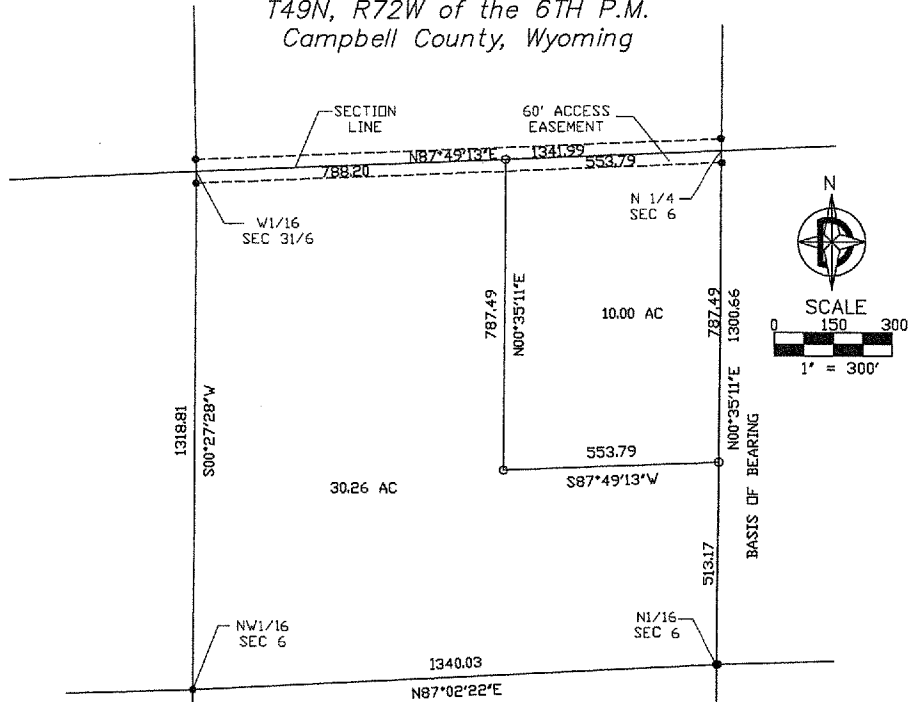 T49N, R72W of the 6TH P.M.
Campbell County, Wyoming
SECTION
LINE
60' ACCESS
EASEMENT
N87°49'13"E
1341.99
788.20
553.79
W1/16
SEC 31/6
N 1/4
SEC 6
N
787.49
N00°35'11"E
10.00 AC
787.49
1300.66
SCALE
0 150 300
1" = 300'
N00°35'11"E
BASIS OF BEARING
1318.81
S00°27'28"W
553.79
S87°49'13"W
30.26 AC
513.17
NW1/16
SEC 6
N1/16
SEC 6
1340.03
N87°02'22"E